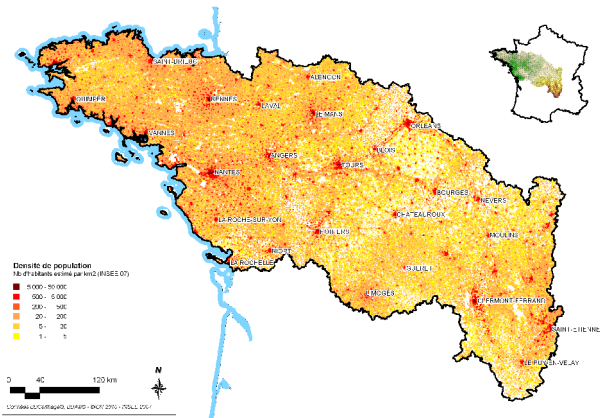 SAINT-BRIEUC
ALENCON
QUIMPER
RENNES
LAVAL
LE MANS
ORLEANS
VANNES
BLOIS
ANGERS
TOURS
NANTES
BOURGES
NEVERS
CHATEAUROUX
LA-ROCHE-SUR-YON
POITIERS
MOULINS
NIORT
LA ROCHELLE
GUERET
LIMOGES
CLERMONT-FERRAND
SAINT-ETIENNE
LE-PUY-EN-VELAY
Densité de population
Nb d'habitants estimé par km2 (INSEE 07)
5 000 - 50 000
500 - 5 000
200 - 500
20 - 200
5 - 20
1 - 5
N
0 40 120 km